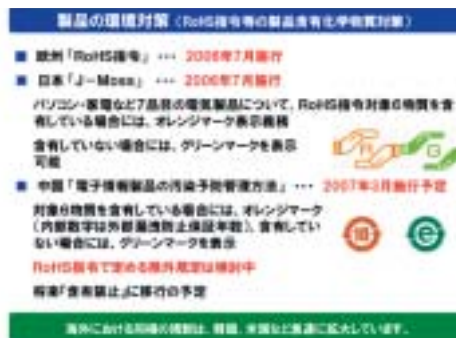 製品の環境対策（RoHS指令等の製品含有化学物質対策）
■ 欧州「RoHS指令」 ･･･ 2006年7月施行
■ 日本「J-Moss」 ･･･ 2006年7月施行
パソコン・家電など7品目の電気製品について、RoHS指令対象6物質を含
有している場合には、オレンジマーク表示義務
含有していない場合には、グリーンマークを表示
可能
■ 中国「電子情報製品の汚染予防管理方法」 ･･･ 2007年3月施行予定
対象6物質を含有している場合には、オレンジマーク
（内部数字は外部漏洩防止保証年数）、含有してい
ない場合には、グリーンマークを表示
10 e
RoHS指令で定める除外規定は検討中
将来「含有禁止」に移行の予定
海外における同様の規制は、韓国、米国など急速に拡大しています。